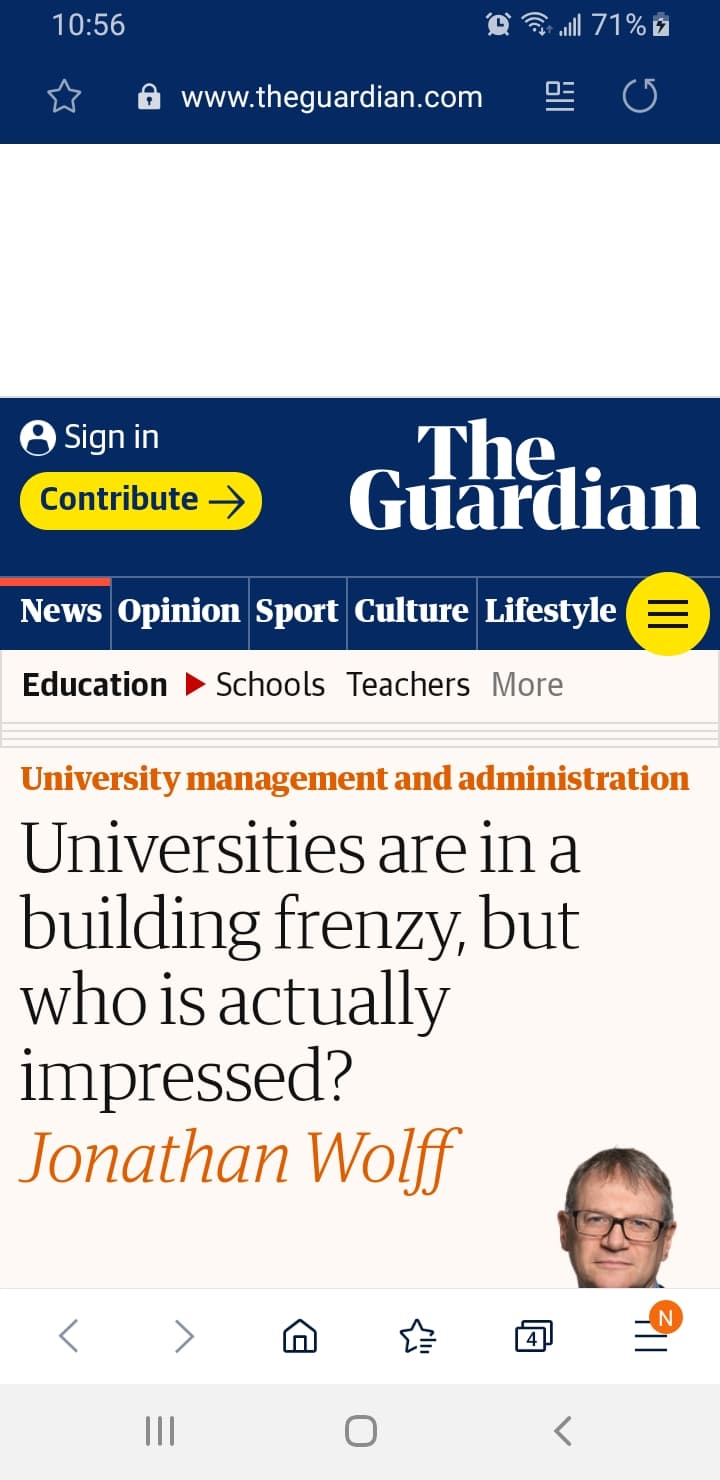 10:56 71%
www.theguardian.com
Sign in
Contribute
The
Guardian
News Opinion Sport Culture Lifestyle
Education Schools Teachers More
University management and administration
Universities are in a
building frenzy, but
who is actually
impressed?
Jonathan Wolff
4
N